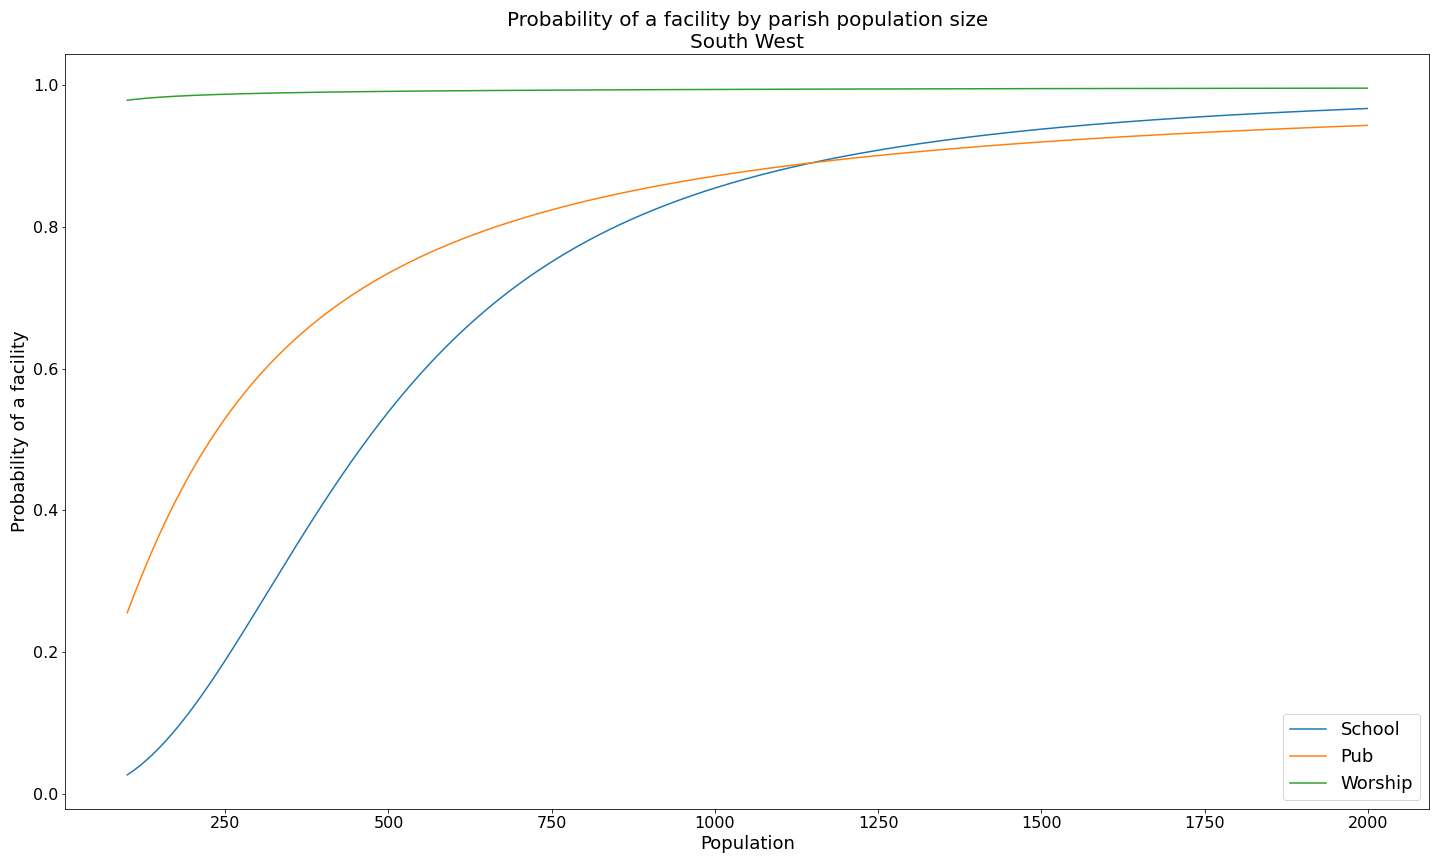 Probability of a facility by parish population size
South West
Probability of a facility
1.0
0.8
0.6
0.4
0.2
0.0
250 500 750 1000 1250 1500 1750 2000
Population
School
Pub
Worship